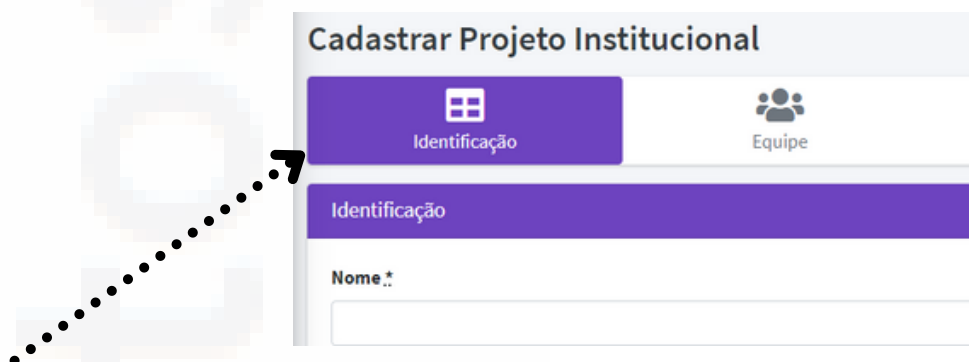 Cadastrar Projeto Institucional
Identificação
Equipe
Identificação
Nome *